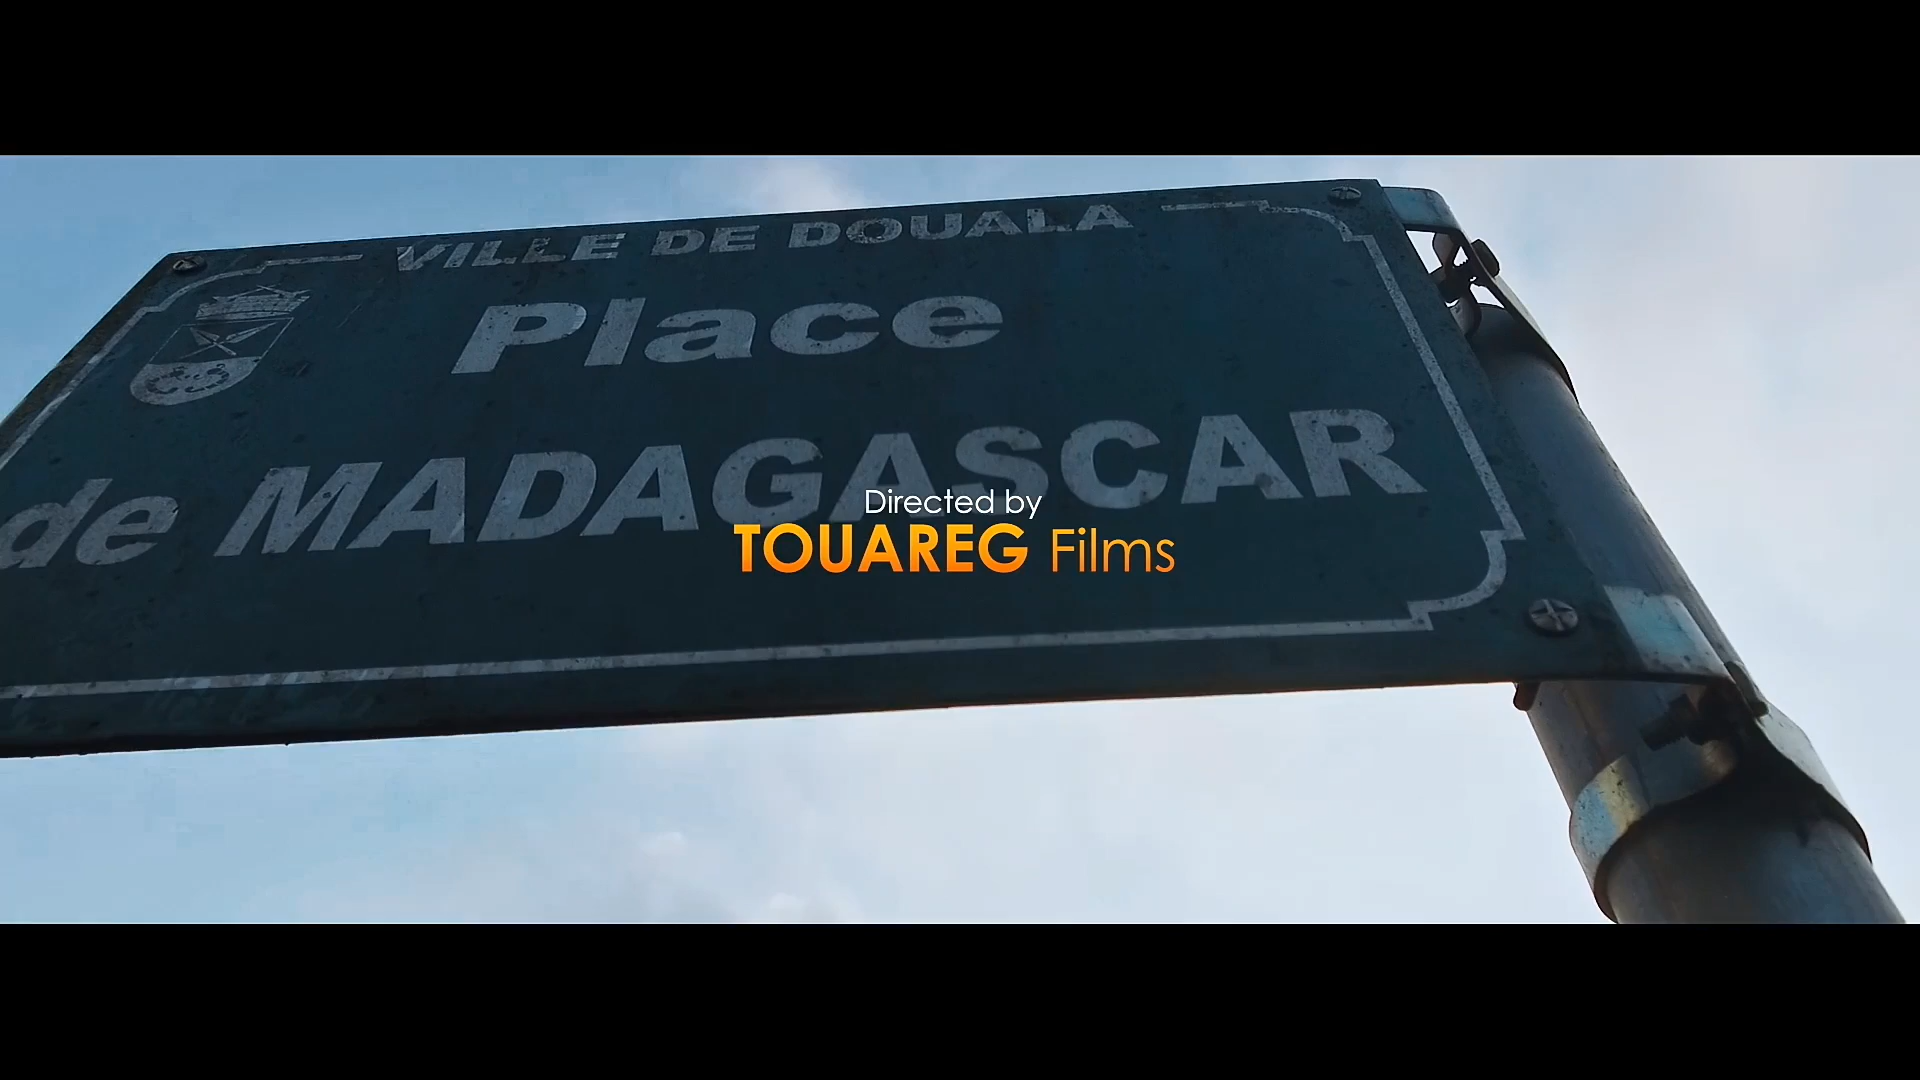 VILLE DE DOUALA
Place
de MADAGASCAR
Directed by
TOUAREG Films